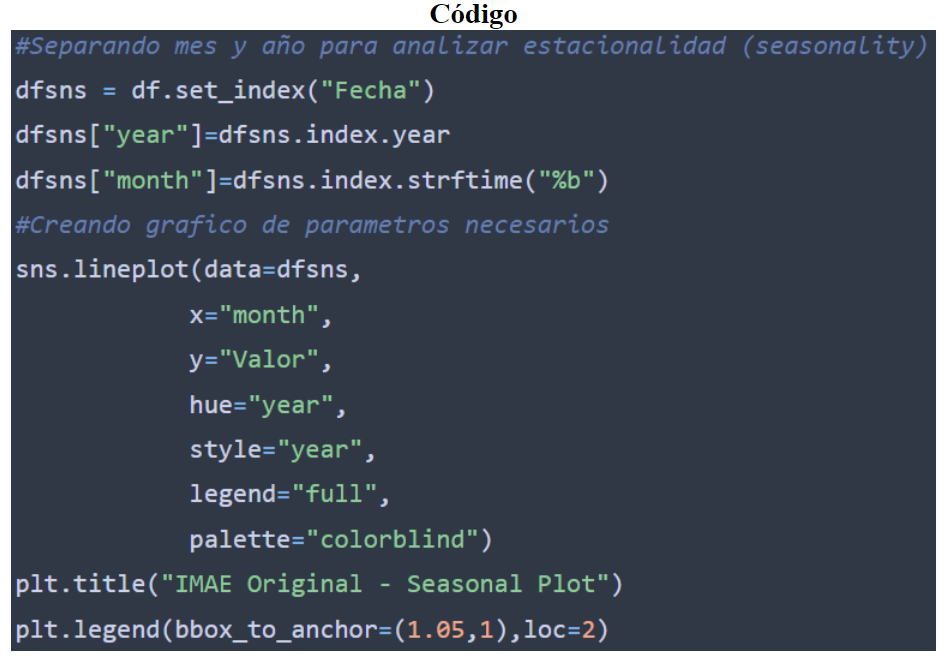 Código
#Separando mes y año para analizar estacionalidad (seasonality)
dfsns = df.set_index("Fecha")
dfsns["year"]=dfsns.index.year
dfsns["month"]=dfsns.index.strftime("%b")
#Creando grafico de parametros necesarios
sns.lineplot(data=dfsns,
            x="month",
            y="Valor",
            hue="year",
            style="year",
            legend="full",
            palette="colorblind")
plt.title("IMAE Original - Seasonal Plot")
plt.legend(bbox_to_anchor=(1.05,1),loc=2)